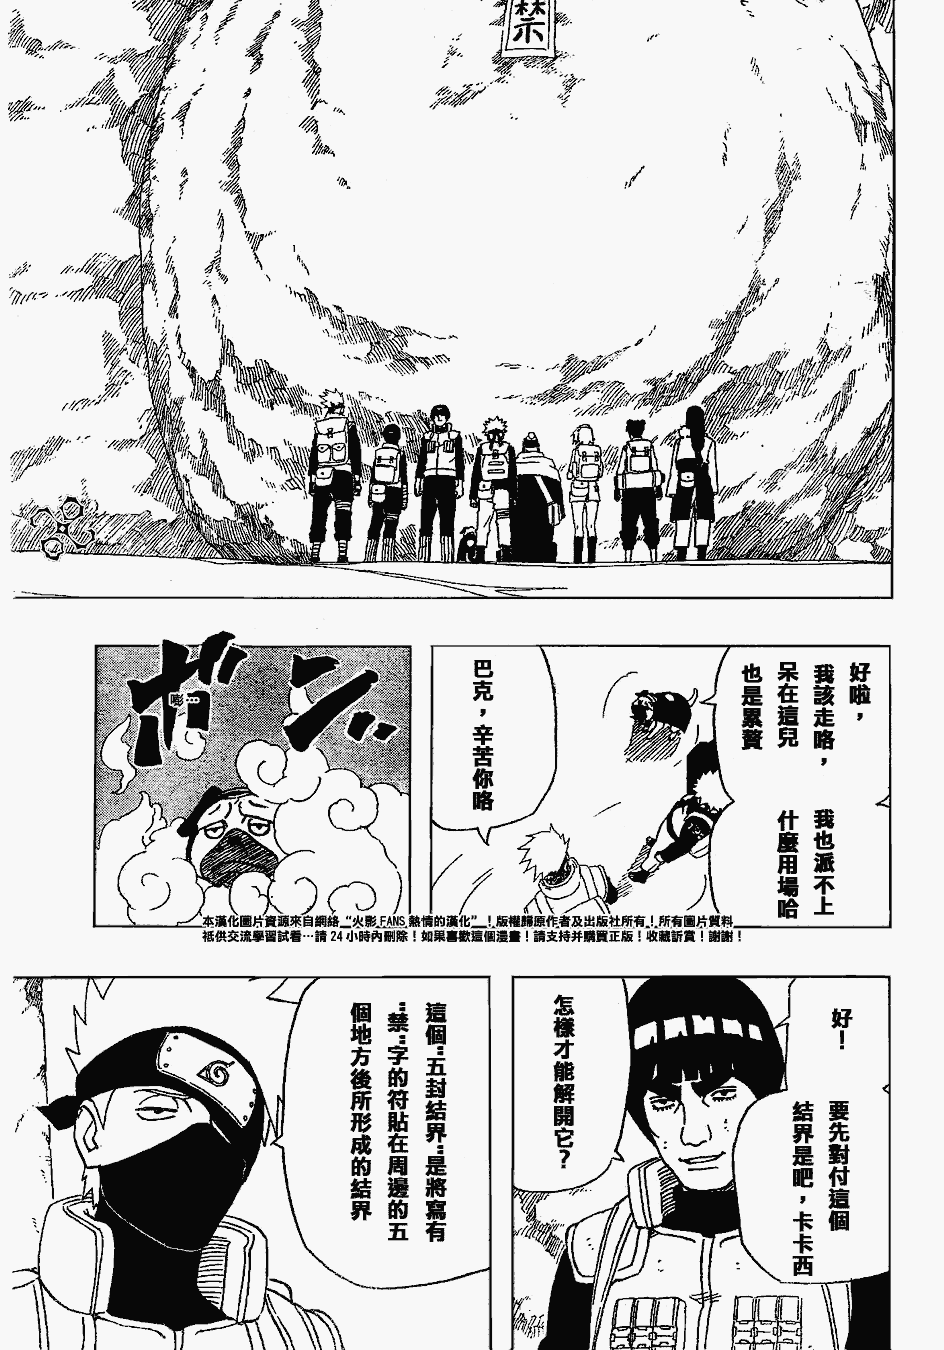 禁
好啦，
我該走咯，
呆在這兒
也是累贅
我也派不上
什麼用場哈
巴克，辛苦你咯
ボン
嘭…
本漢化圖片資源來自網絡“火影FANS熱情的漢化”！版權歸原作者及出版社所有！所有圖片質料
祗供交流學習試看…請24小時內刪除！如果喜歡這個漫畫！請支持并購買正版！收藏訢賞！謝謝！
好！
要先對付這個
結界是吧，卡卡西
怎樣才能解開它？
這個"五封結界"是將寫有
"禁"字的符貼在周邊的五
個地方後所形成的結界